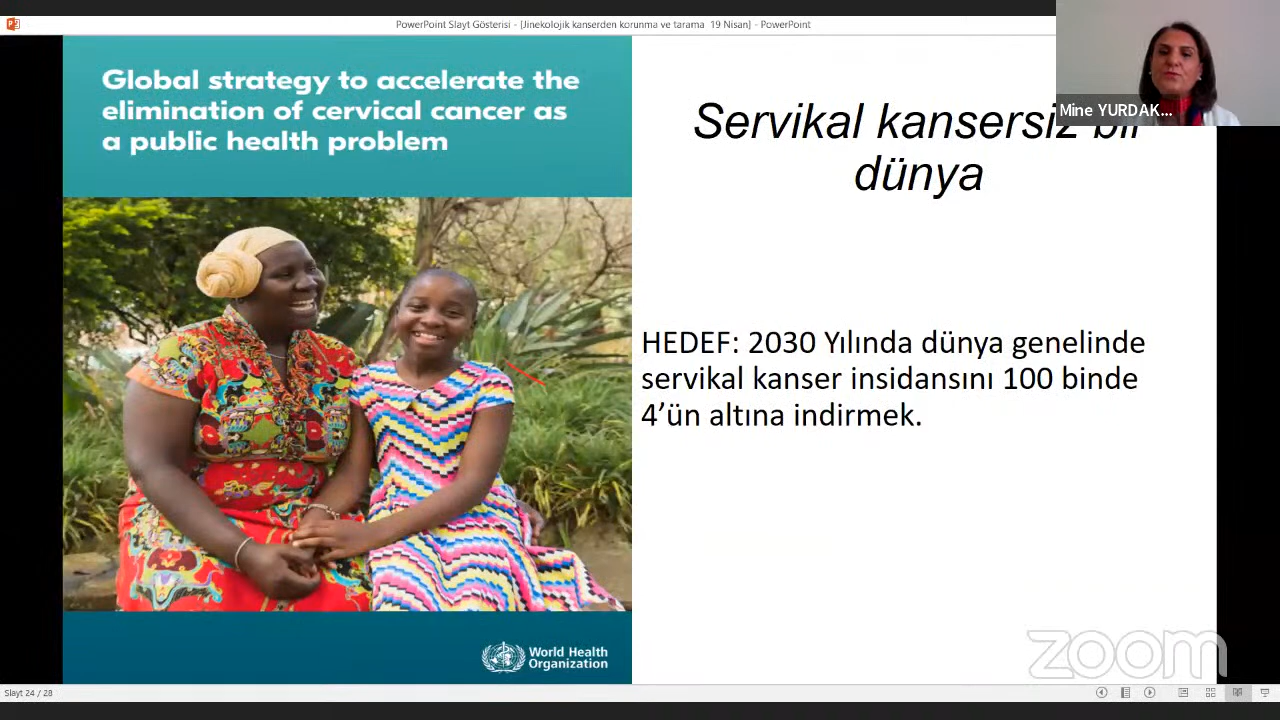 PowerPoint Slayt Gösterisi - [Jinekolojik kanserden korunma ve tarama 19 Nisan] - PowerPoint
Global strategy to accelerate the
elimination of cervical cancer as
a public health problem
World Health
Organization
Servikal kansersiz bir
dünya
HEDEF: 2030 Yılında dünya genelinde
servikal kanser insidansını 100 binde
4’ün altına indirmek.
Mine YURDAK...
zoom
Slayt 24 / 28